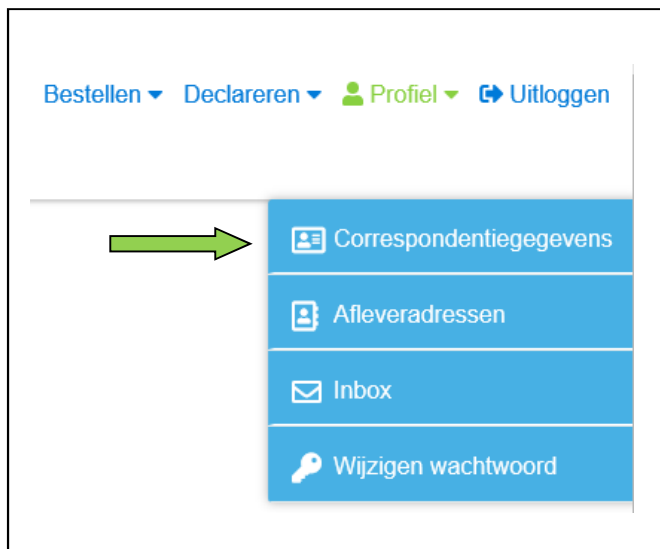 Bestellen Declareren Profiel Uitloggen
Correspondentiegegevens
Afleveradressen
Inbox
Wijzigen wachtwoord